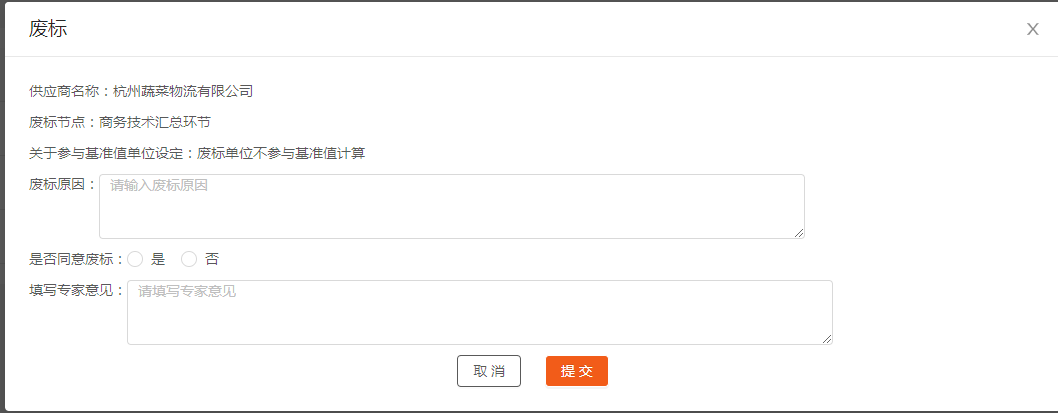 废标
供应商名称：杭州蔬菜物流有限公司
废标节点：商务技术汇总环节
关于参与基准值单位设定：废标单位不参与基准值计算
废标原因：请输入废标原因
是否同意废标：是 否
填写专家意见：请填写专家意见
取消 提交